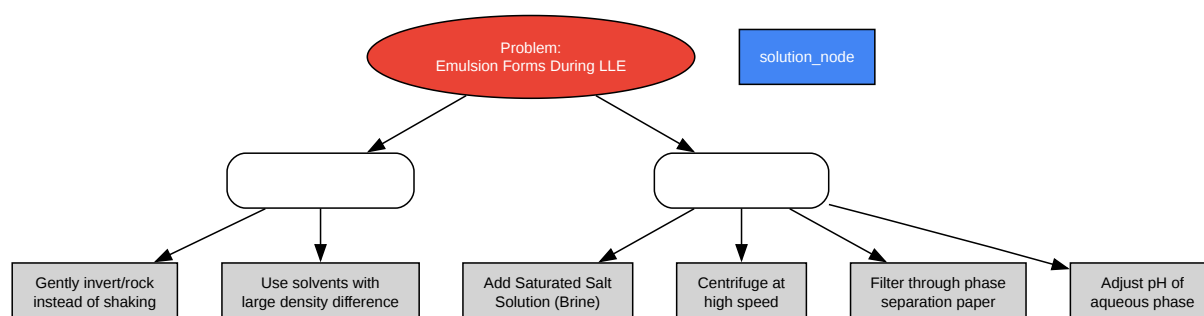 Problem:
Emulsion Forms During LLE
solution_node
Gently invert/rock
instead of shaking
Use solvents with
large density difference
Add Saturated Salt
Solution (Brine)
Centrifuge at
high speed
Filter through phase
separation paper
Adjust pH of
aqueous phase